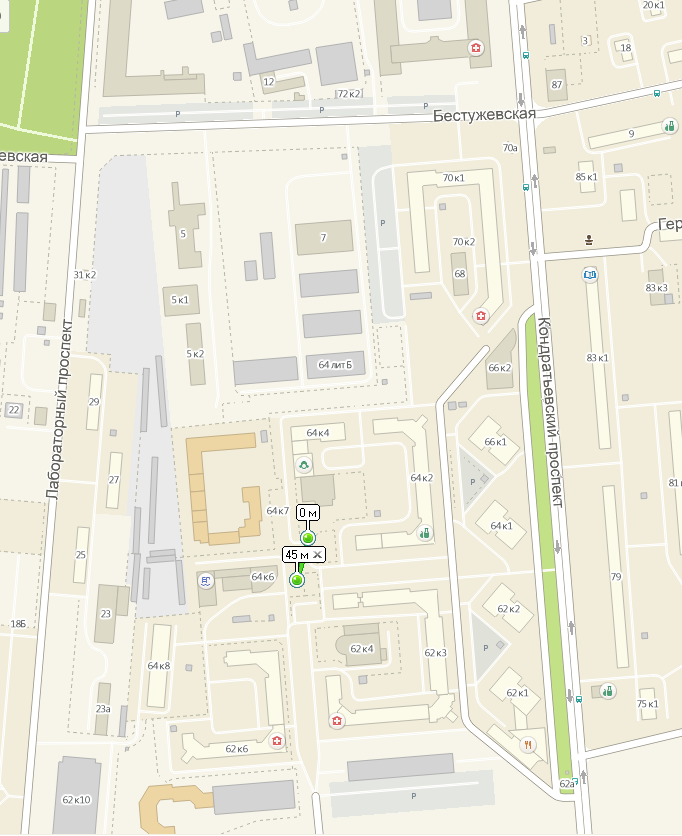 20 к1
3
18
12
72 к2
87
Р
Р
Р
Бестужевская
9
70а
евская
70 к1
85 к1
5
7
Р
70 к2
Гер
68
31 к2
83 к3
5 к1
5 к2
64 лит Б
66 к2
83 к1
Кондратьевский проспект
Лабораторный проспект
29
22
64 к4
66 к1
27
64 к2
Р
81
64 к7
0 м
64 к1
45 м
25
64 к6
79
23
62 к2
18Б
64 к8
62 к4
62 к3
Р
62 к1
75 к1
23а
62 к6
62 к10
62а
Р